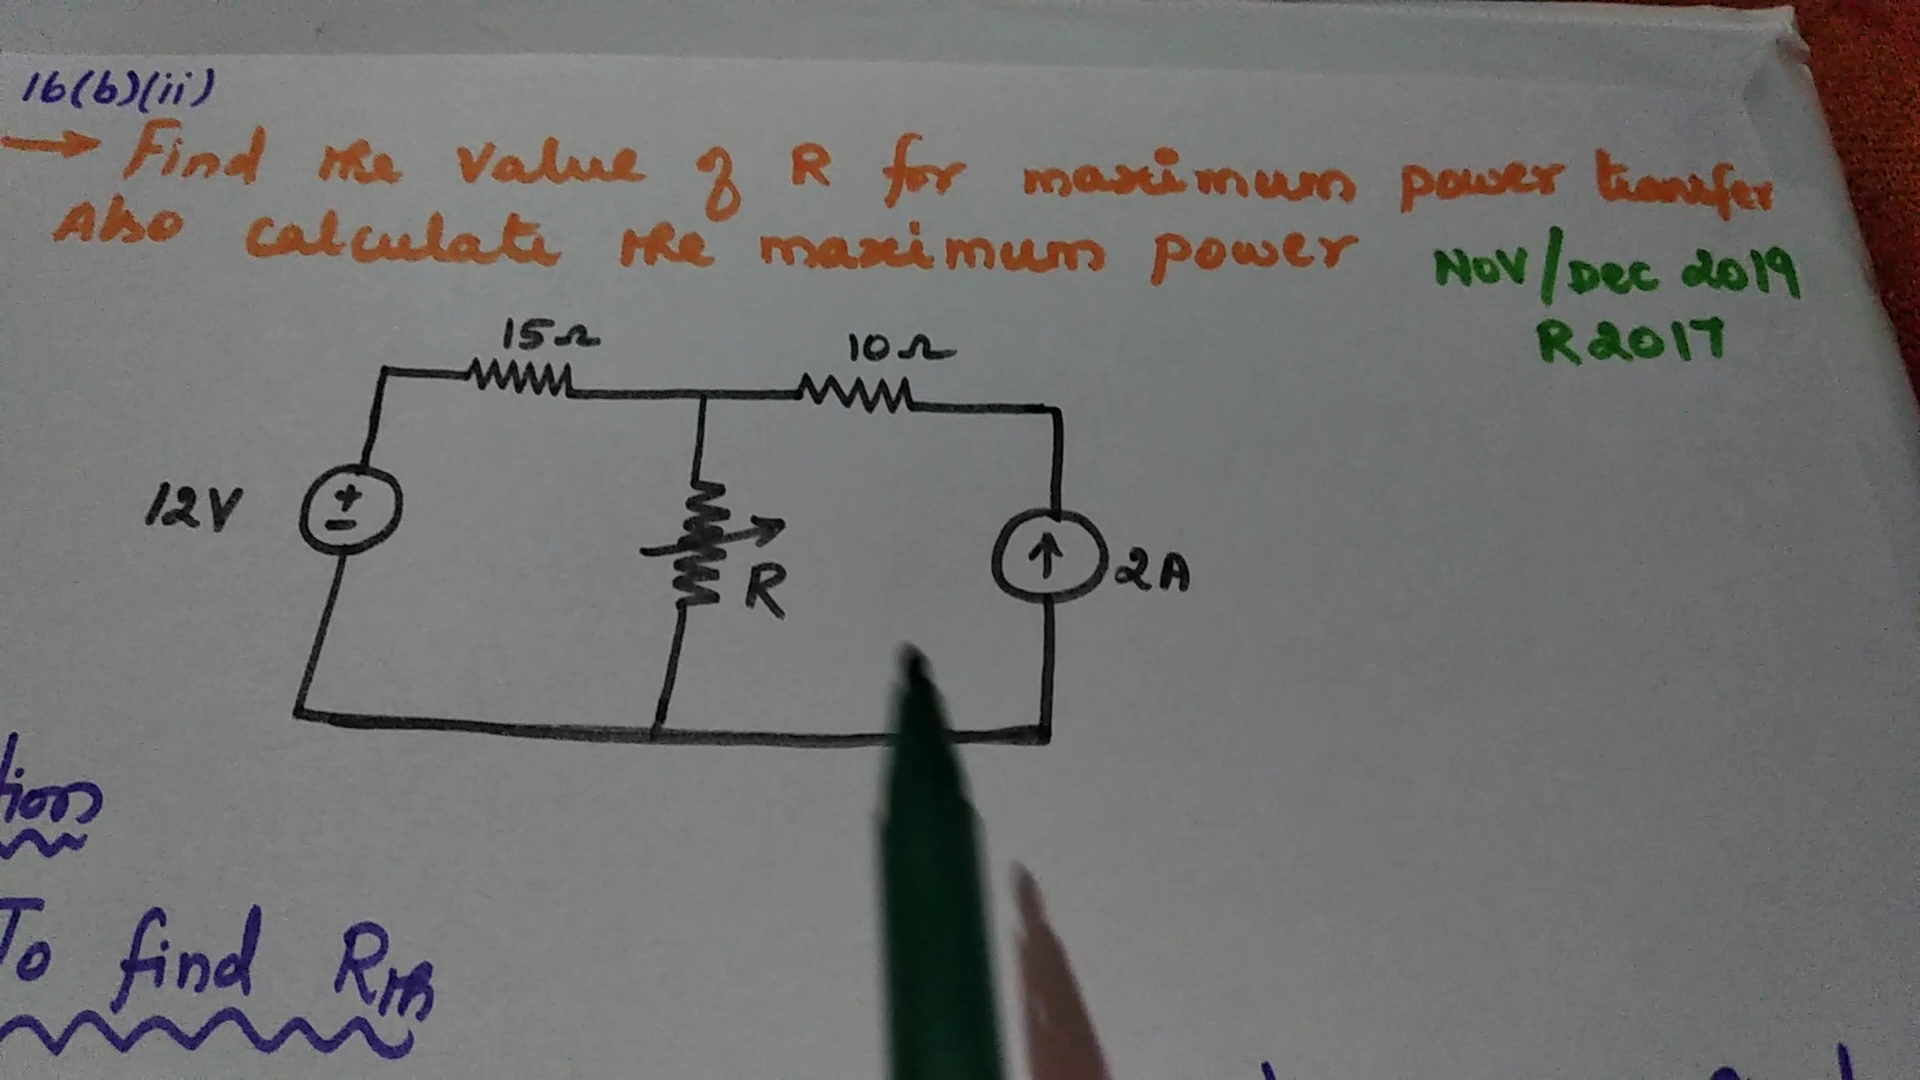 16(b)(ii)
→ Find the value of R for maximum power transfer
Also calculate the maximum power
Nov/Dec 2019
R2017
15Ω
10Ω
12V
+
-
R
2A
To find Rth